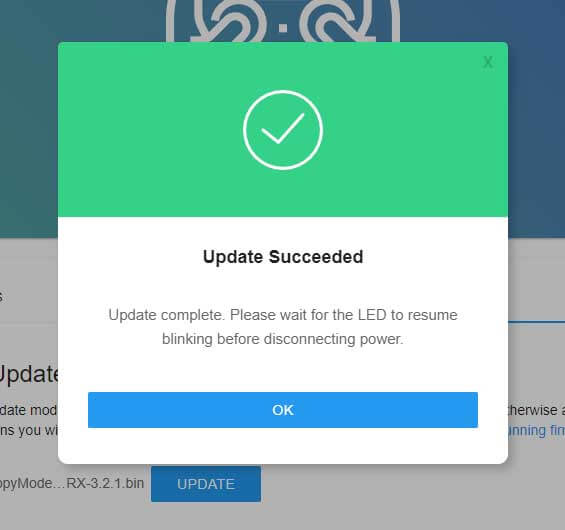 X
Update Succeeded
Update complete. Please wait for the LED to resume
blinking before disconnecting power.
OK
Update
RX-3.2.1.bin
UPDATE